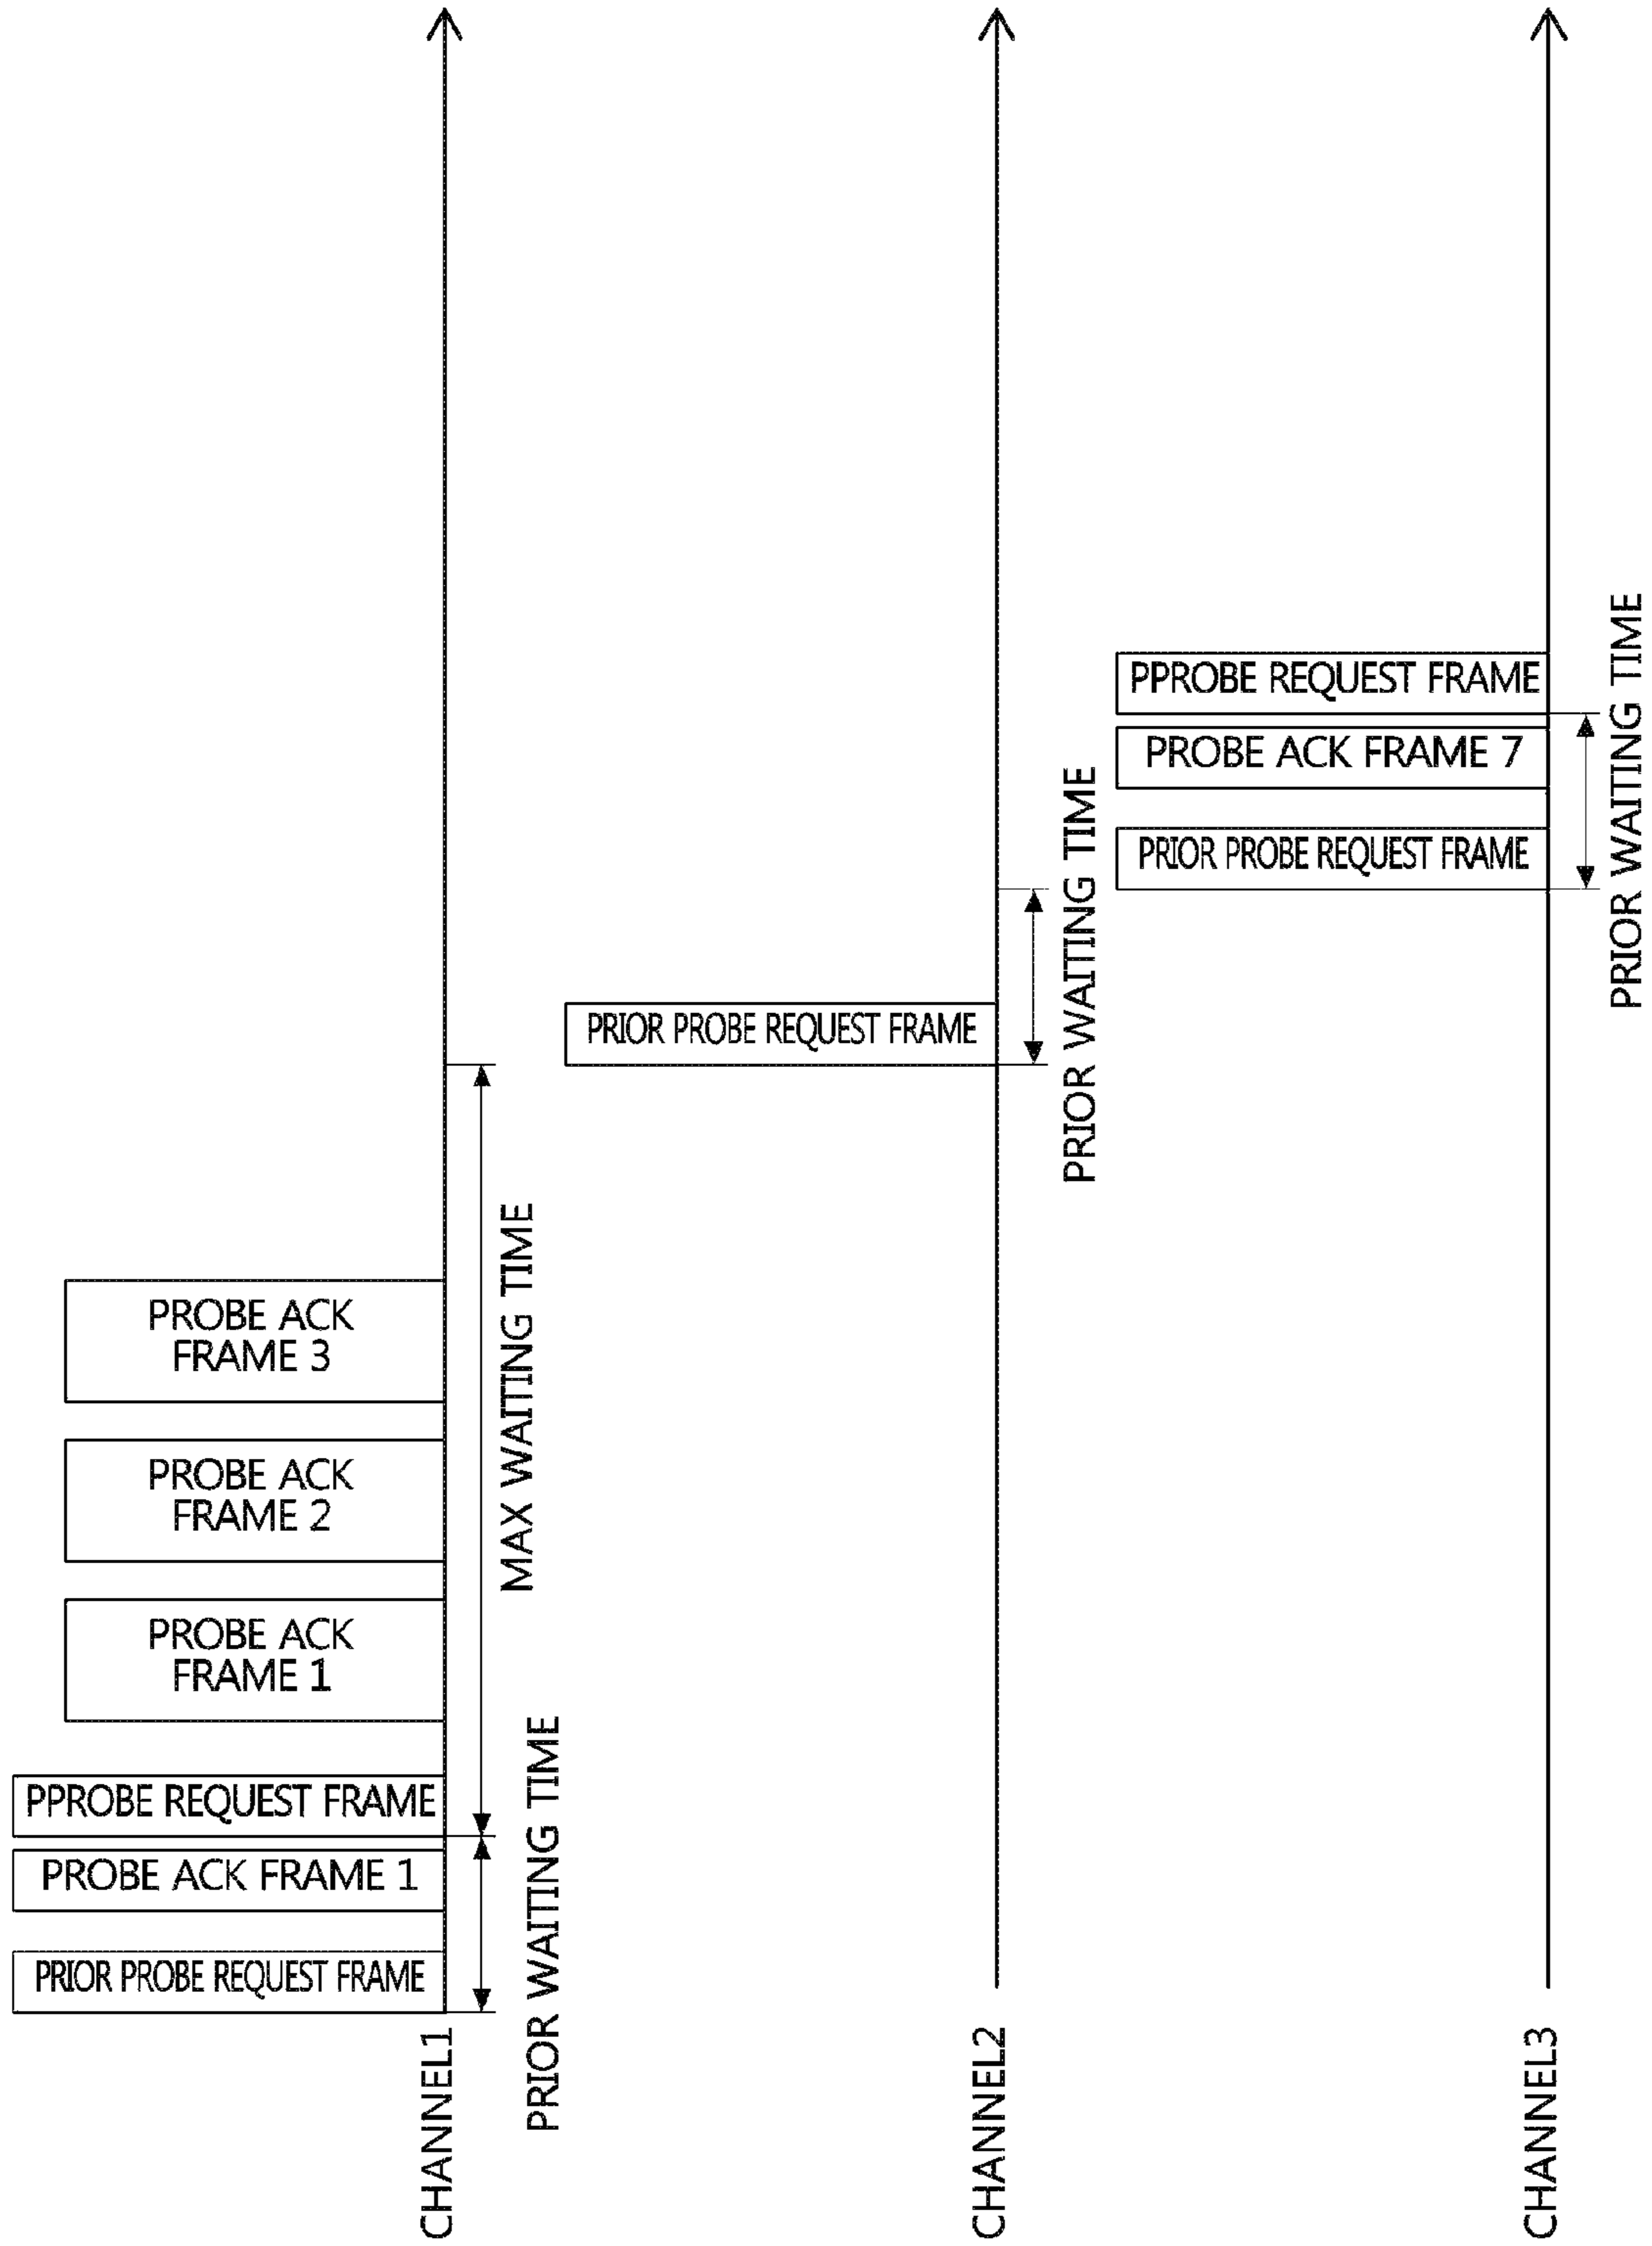 PROBE ACK
FRAME 3
PROBE ACK
FRAME 2
PROBE ACK
FRAME 1
PPROBE REQUEST FRAME
PROBE ACK FRAME 1
PRIOR PROBE REQUEST FRAME
MAX WAITING TIME
PRIOR WAITING TIME
CHANNEL1
PRIOR PROBE REQUEST FRAME
PRIOR WAITING TIME
CHANNEL2
PPROBE REQUEST FRAME
PROBE ACK FRAME 7
PRIOR PROBE REQUEST FRAME
PRIOR WAITING TIME
CHANNEL3